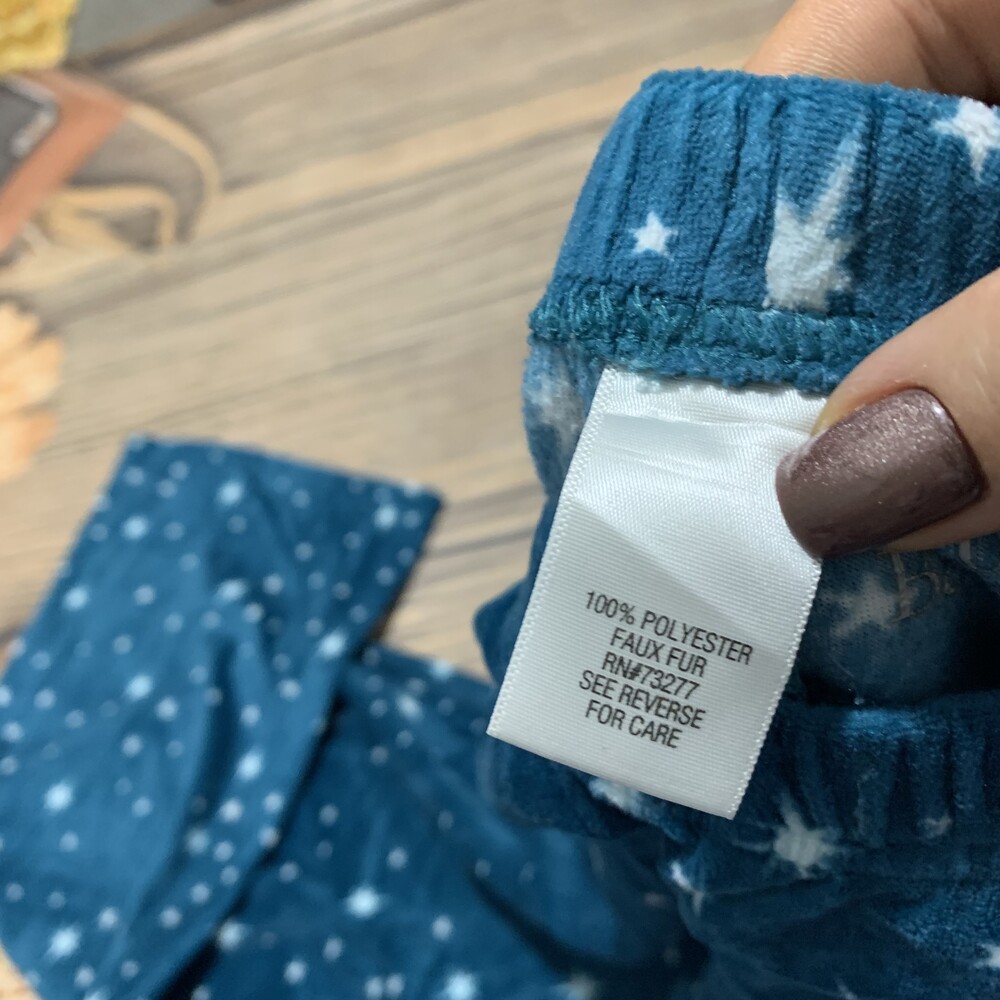 100% POLYESTER
FAUX FUR
RN#73277
SEE REVERSE
FOR CARE